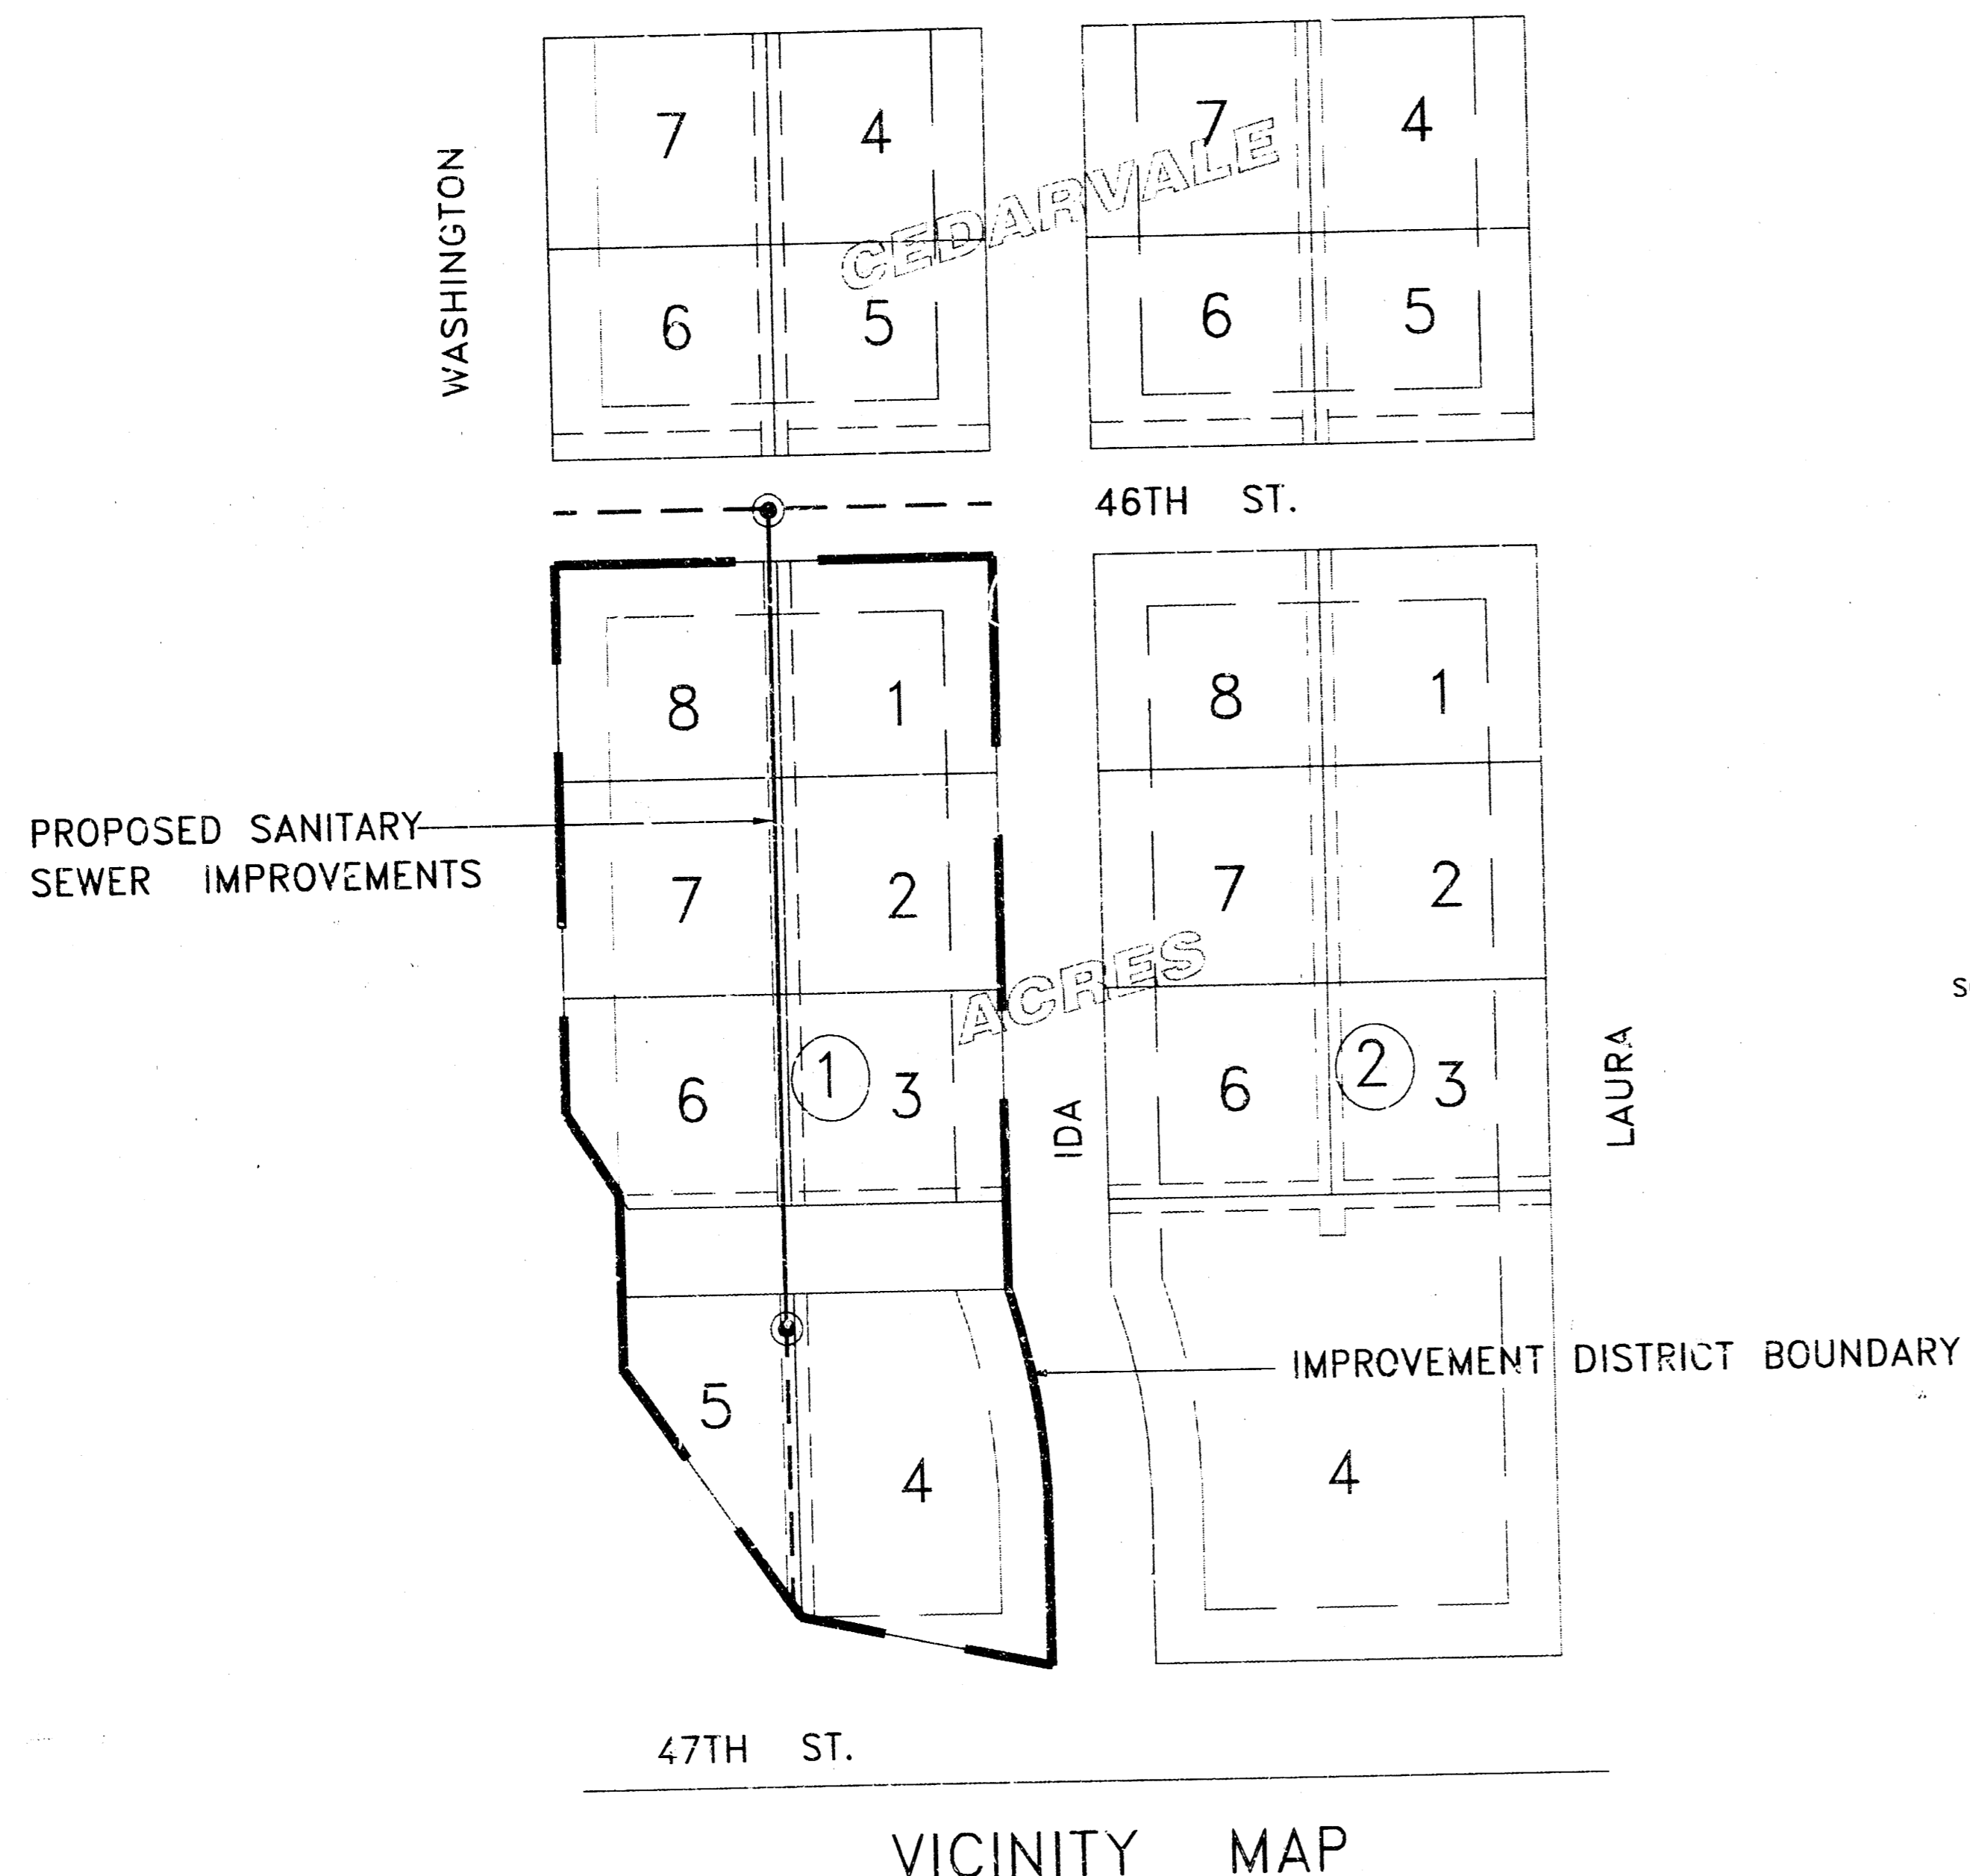 7 4 7 4
CEDARVALE
WASHINGTON
6 5 6 5
46TH ST.
8 1 8 1
PROPOSED SANITARY
SEWER IMPROVEMENTS
7 2 7 2
ACRES
S
6 1 3 6 2 3
IDA
LAURA
IMPROVEMENT DISTRICT BOUNDARY
5
4 4
47TH ST.
VICINITY MAP